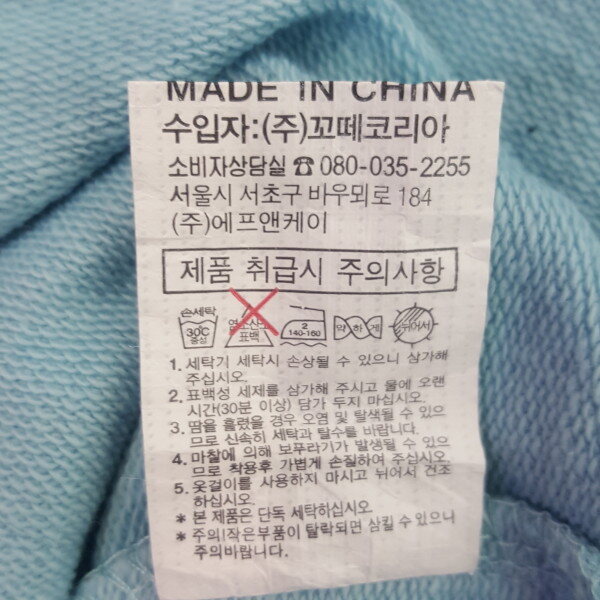 MADE IN CHINA
수입자:(주)꼬떼코리아
소비자상담실 ☎ 080-035-2255
서울시 서초구 바우뫼로 184
(주)에프앤케이
제품 취급시 주의사항
손세탁
30℃
중성
염소산소
표백
2
140-160
약하게
뉘어서
1. 세탁기 세탁시 손상될 수 있으니 삼가해
주십시오.
2. 표백성 세제를 삼가해 주시고 물에 오랜
시간(30분 이상) 담가 두지 마십시오.
3. 땀을 흘렸을 경우 오염 및 탈색될 수 있으
므로 신속히 세탁과 탈수를 바랍니다.
4. 마찰에 의해 보푸라기가 발생될 수 있으
므로 착용후 가볍게 손질하여 주십시오.
5. 옷걸이를 사용하지 마시고 뉘어서 건조
하십시오.
* 본 제품은 단독 세탁하십시오.
* 주의!작은부품이 탈락되면 삼킬 수 있으니
주의바랍니다.